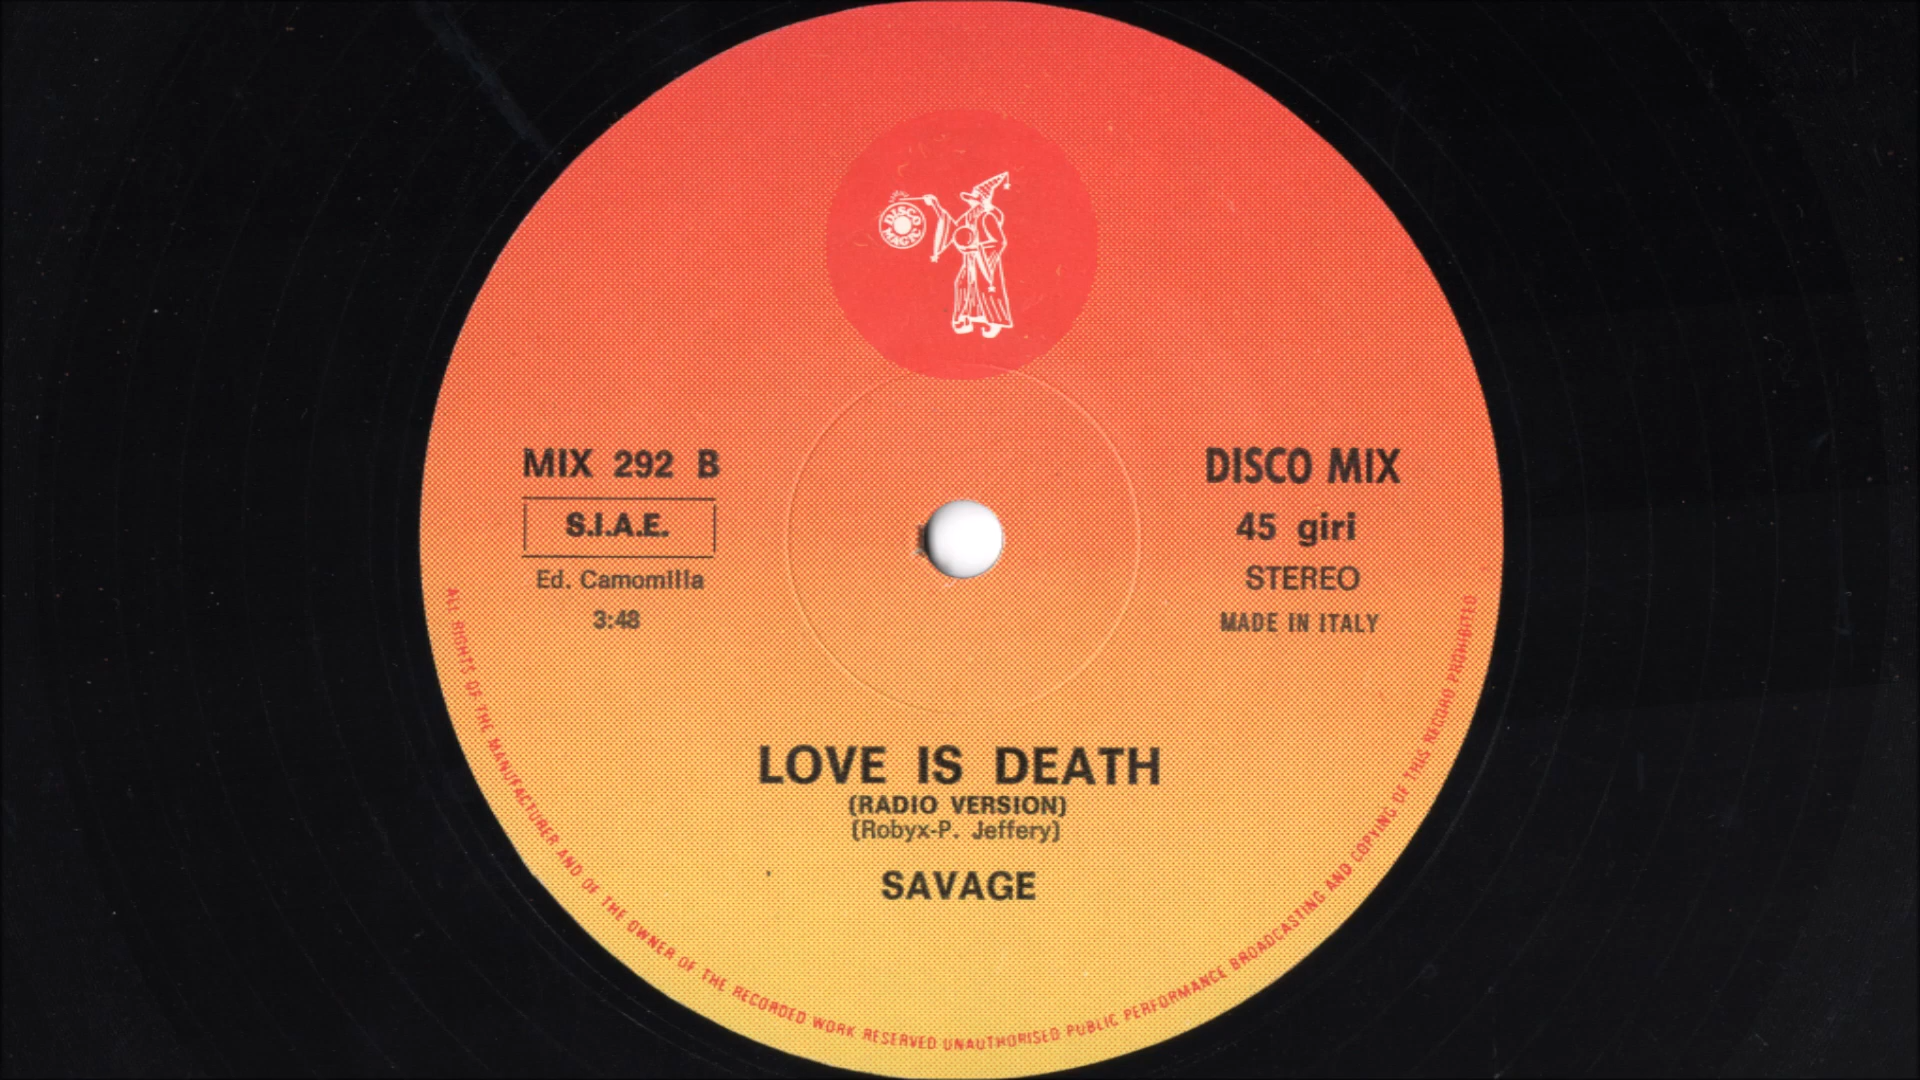 DISCO
MAGIC
MIX 292 B
S.I.A.E.
Ed. Camomilla
3:48
DISCO MIX
45 giri
STEREO
MADE IN ITALY
LOVE IS DEATH
(RADIO VERSION)
(Robyx-P. Jeffery)
SAVAGE
ALL RIGHTS OF THE MANUFACTURER AND OF THE OWNER OF THE RECORDED WORK RESERVED UNAUTHORISED PUBLIC PERFORMANCE BROADCASTING AND COPYING OF THIS RECORD PROHIBITED